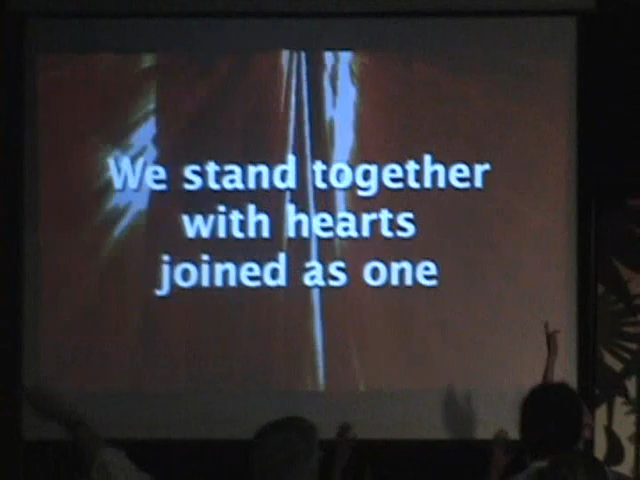 We stand together
with hearts
joined as one